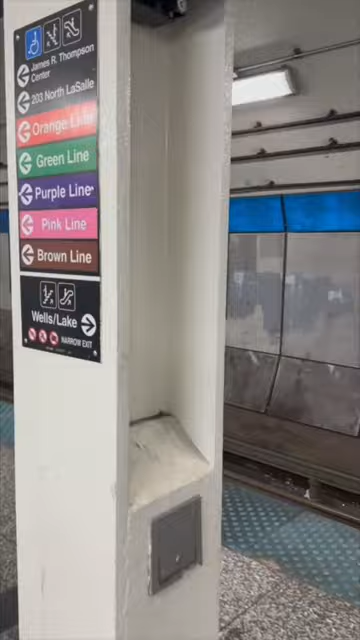 James R. Thompson
Center
203 North LaSalle
Orange Line
Green Line
Purple Line
Pink Line
Brown Line
Wells/Lake
NARROW EXIT